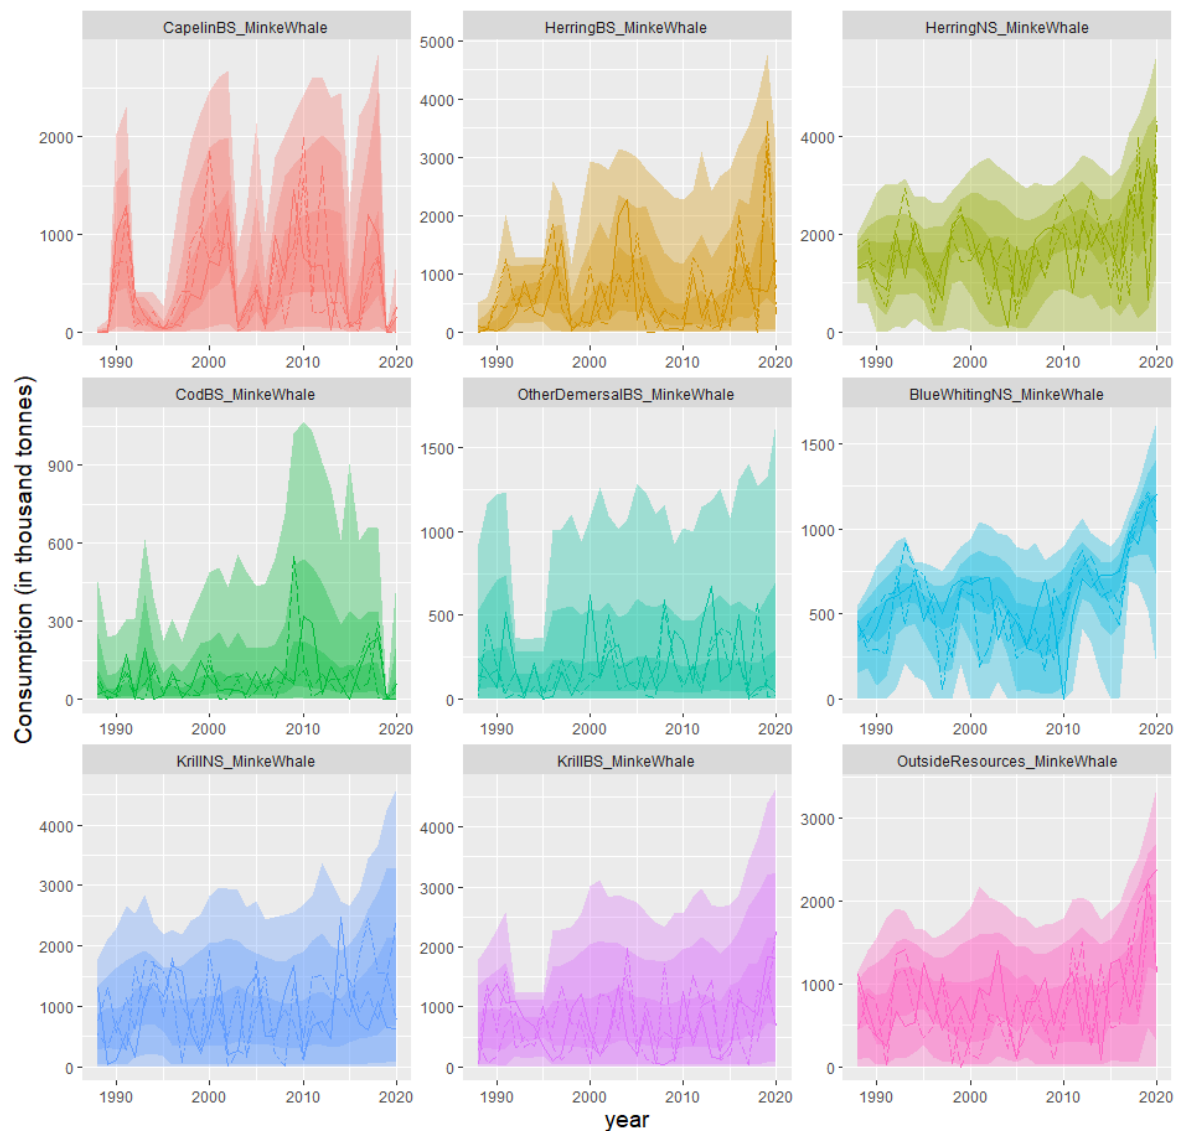 CapelinBS_MinkeWhale
HerringBS_MinkeWhale
HerringNS_MinkeWhale
2000
1000
0
1990 2000 2010 2020
5000
4000
3000
2000
1000
0
1990 2000 2010 2020
4000
2000
0
1990 2000 2010 2020
CodBS_MinkeWhale
OtherDemersalBS_MinkeWhale
BlueWhitingNS_MinkeWhale
900
600
300
0
1990 2000 2010 2020
1500
1000
500
0
1990 2000 2010 2020
1500
1000
500
0
1990 2000 2010 2020
KrillNS_MinkeWhale
KrillBS_MinkeWhale
OutsideResources_MinkeWhale
4000
3000
2000
1000
0
1990 2000 2010 2020
4000
3000
2000
1000
0
1990 2000 2010 2020
3000
2000
1000
0
1990 2000 2010 2020
Consumption (in thousand tonnes)
year